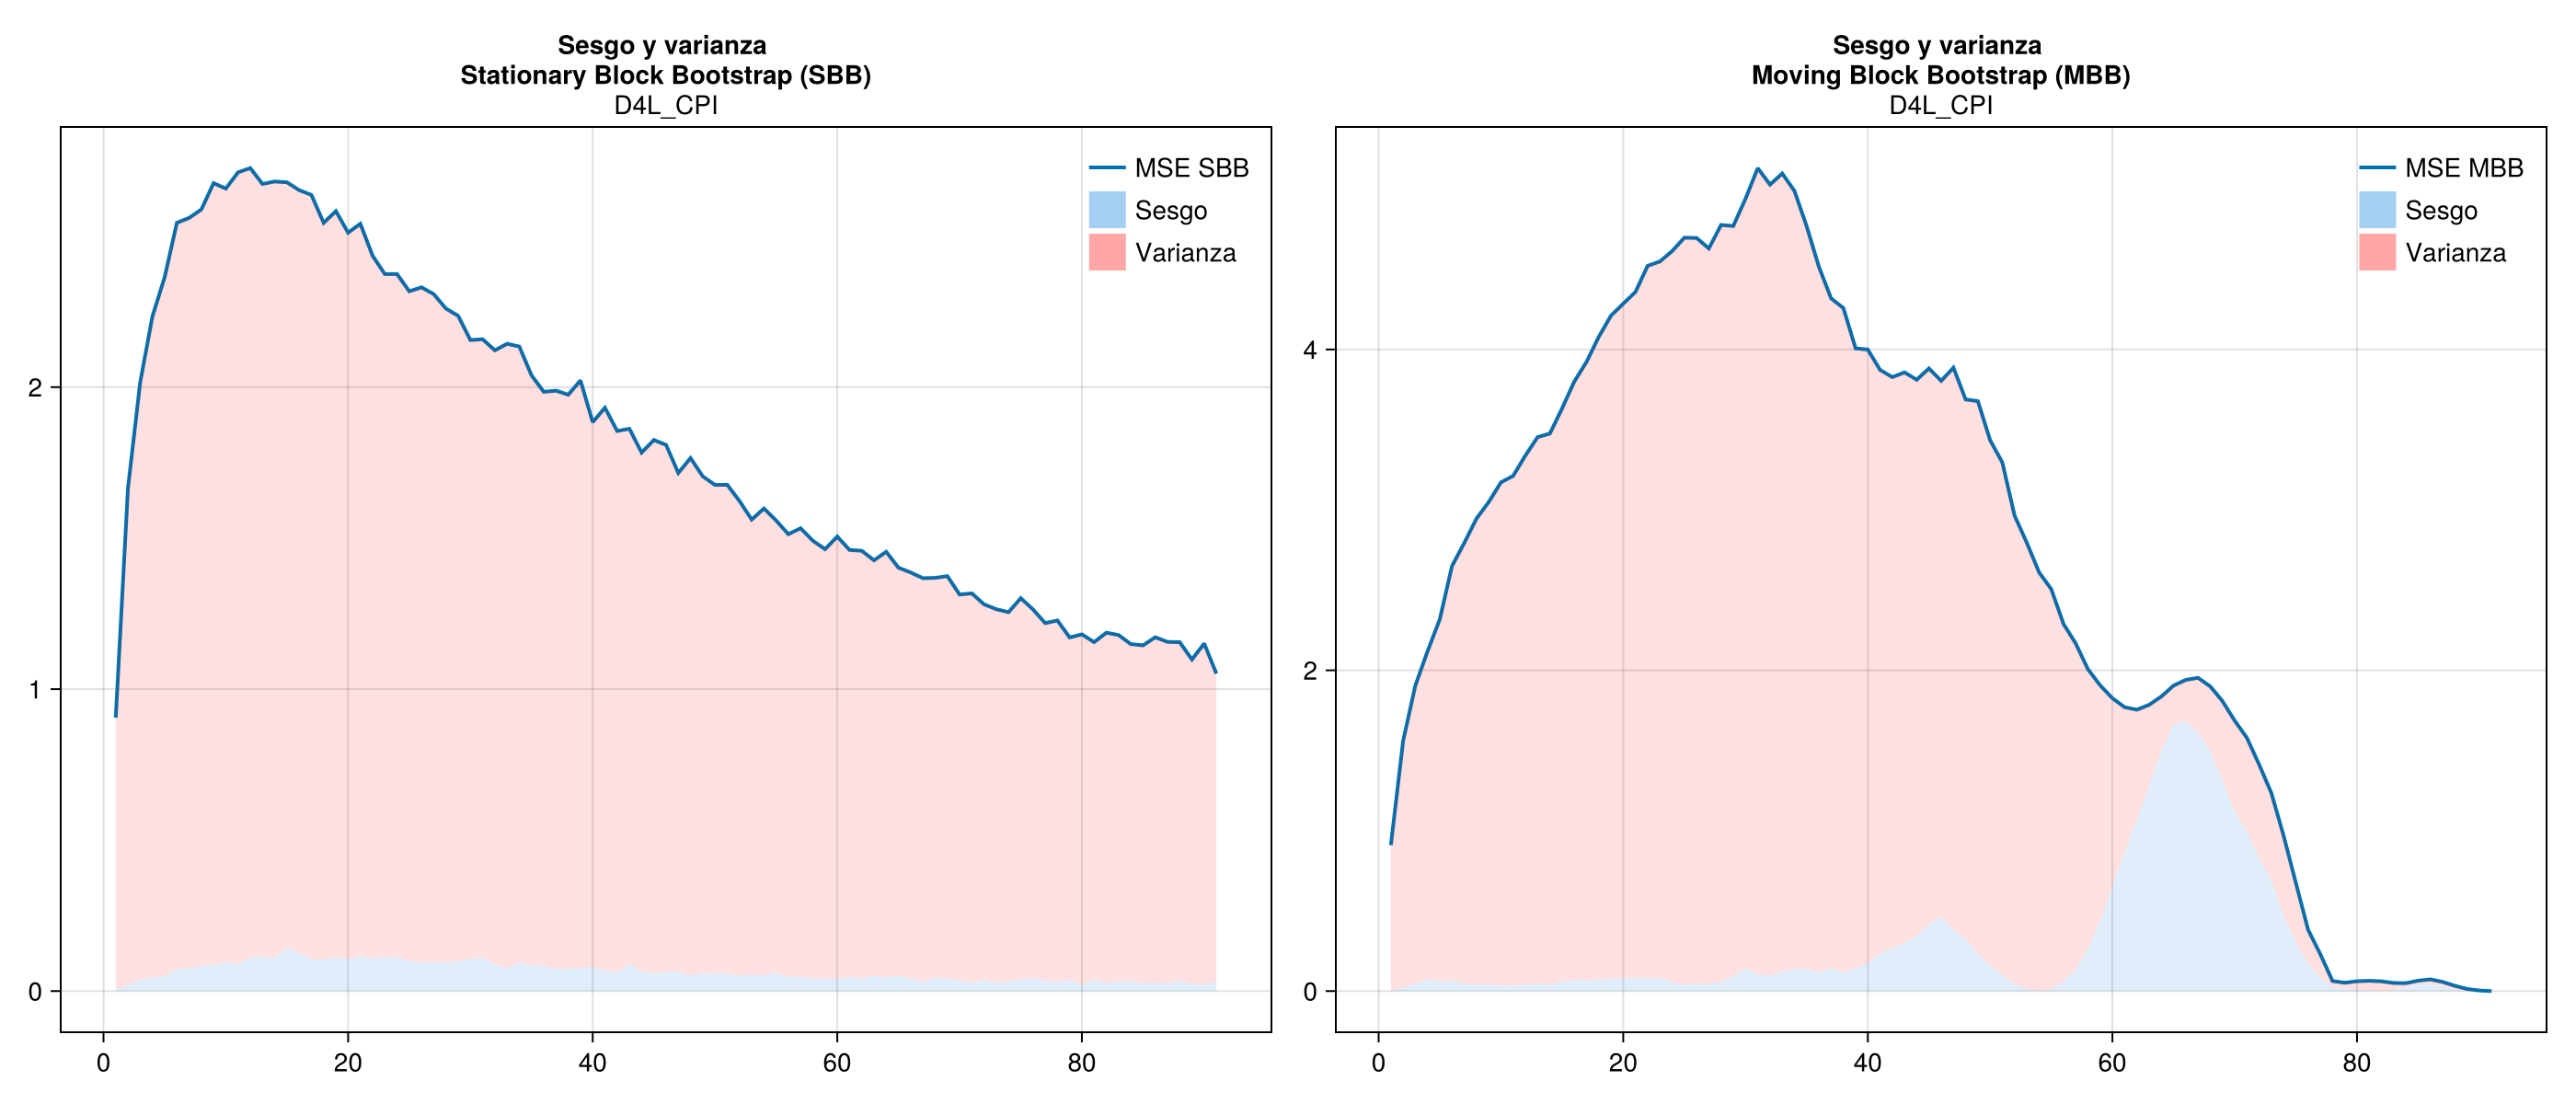 Sesgo y varianza
Stationary Block Bootstrap (SBB)
D4L_CPI
MSE SBB
Sesgo
Varianza
2
1
0
0 20 40 60 80
Sesgo y varianza
Moving Block Bootstrap (MBB)
D4L_CPI
MSE MBB
Sesgo
Varianza
4
2
0
0 20 40 60 80